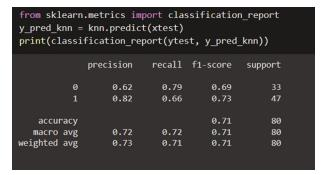 from sklearn.metrics import classification_report
y_pred_knn = knn.predict(xtest)
print(classification_report(ytest, y_pred_knn))
precision recall f1-score support
0 0.62 0.79 0.69 33
1 0.82 0.66 0.73 47
accuracy 0.71 80
macro avg 0.72 0.72 0.71 80
weighted avg 0.73 0.71 0.71 80